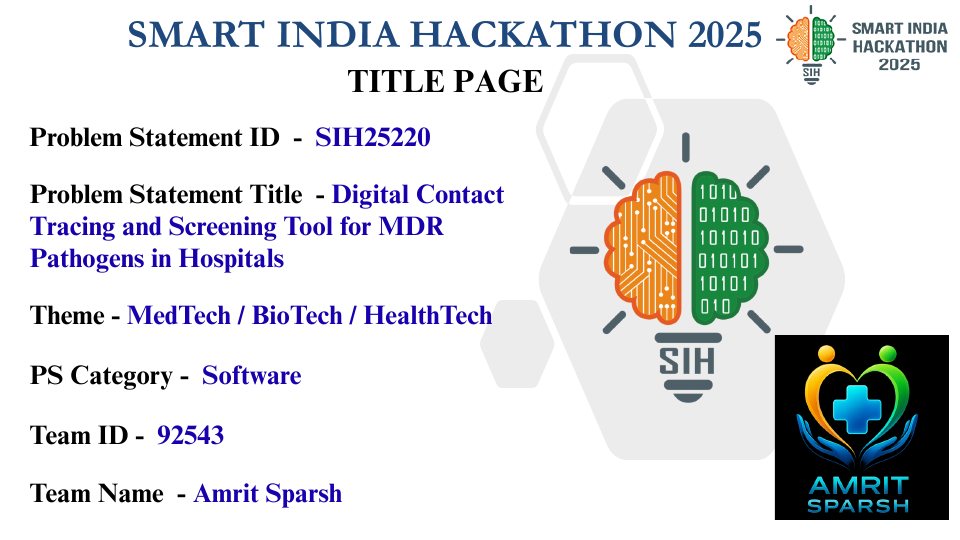 SMART INDIA HACKATHON 2025
SMART INDIA
HACKATHON
2025
SIH
TITLE PAGE
Problem Statement ID - SIH25220
Problem Statement Title - Digital Contact
Tracing and Screening Tool for MDR
Pathogens in Hospitals
Theme - MedTech / BioTech / HealthTech
PS Category - Software
Team ID - 92543
Team Name - Amrit Sparsh
101L
01010
101010
010101
10101
010
SIH
AMRIT
SPARSH